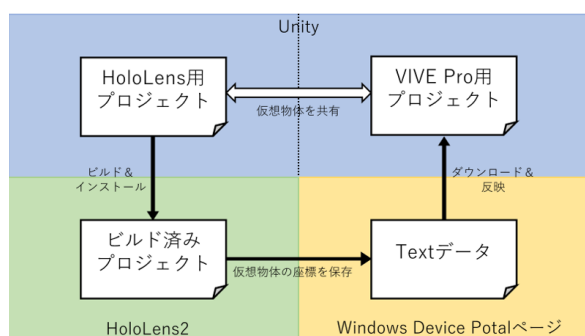 Unity
HoloLens用
プロジェクト
VIVE Pro用
プロジェクト
仮想物体を共有
ビルド＆
インストール
ダウンロード＆
反映
ビルド済み
プロジェクト
Textデータ
仮想物体の座標を保存
HoloLens2
Windows Device Potalページ